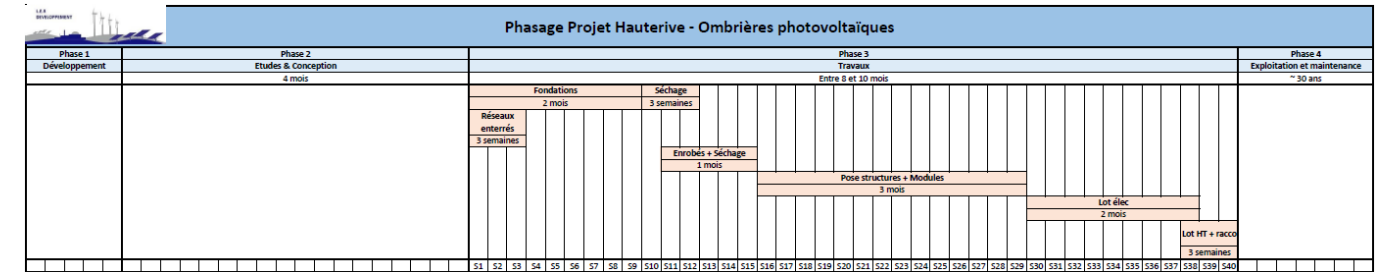 L.E.R
DEVELOPPEMENT
Phasage Projet Hauterive - Ombrières photovoltaïques
Phase 1 Phase 2 Phase 3 Phase 4
Développement Etudes & Conception Travaux Exploitation et maintenance
4 mois Entre 8 et 10 mois ~ 30 ans
Fondations Séchage
2 mois 3 semaines
Réseaux
enterrés
3 semaines
Enrobés + Séchage
1 mois
Pose structures + Modules
3 mois
Lot élec
2 mois
Lot HT + racco
3 semaines
S1 S2 S3 S4 S5 S6 S7 S8 S9 S10 S11 S12 S13 S14 S15 S16 S17 S18 S19 S20 S21 S22 S23 S24 S25 S26 S27 S28 S29 S30 S31 S32 S33 S34 S35 S36 S37 S38 S39 S40